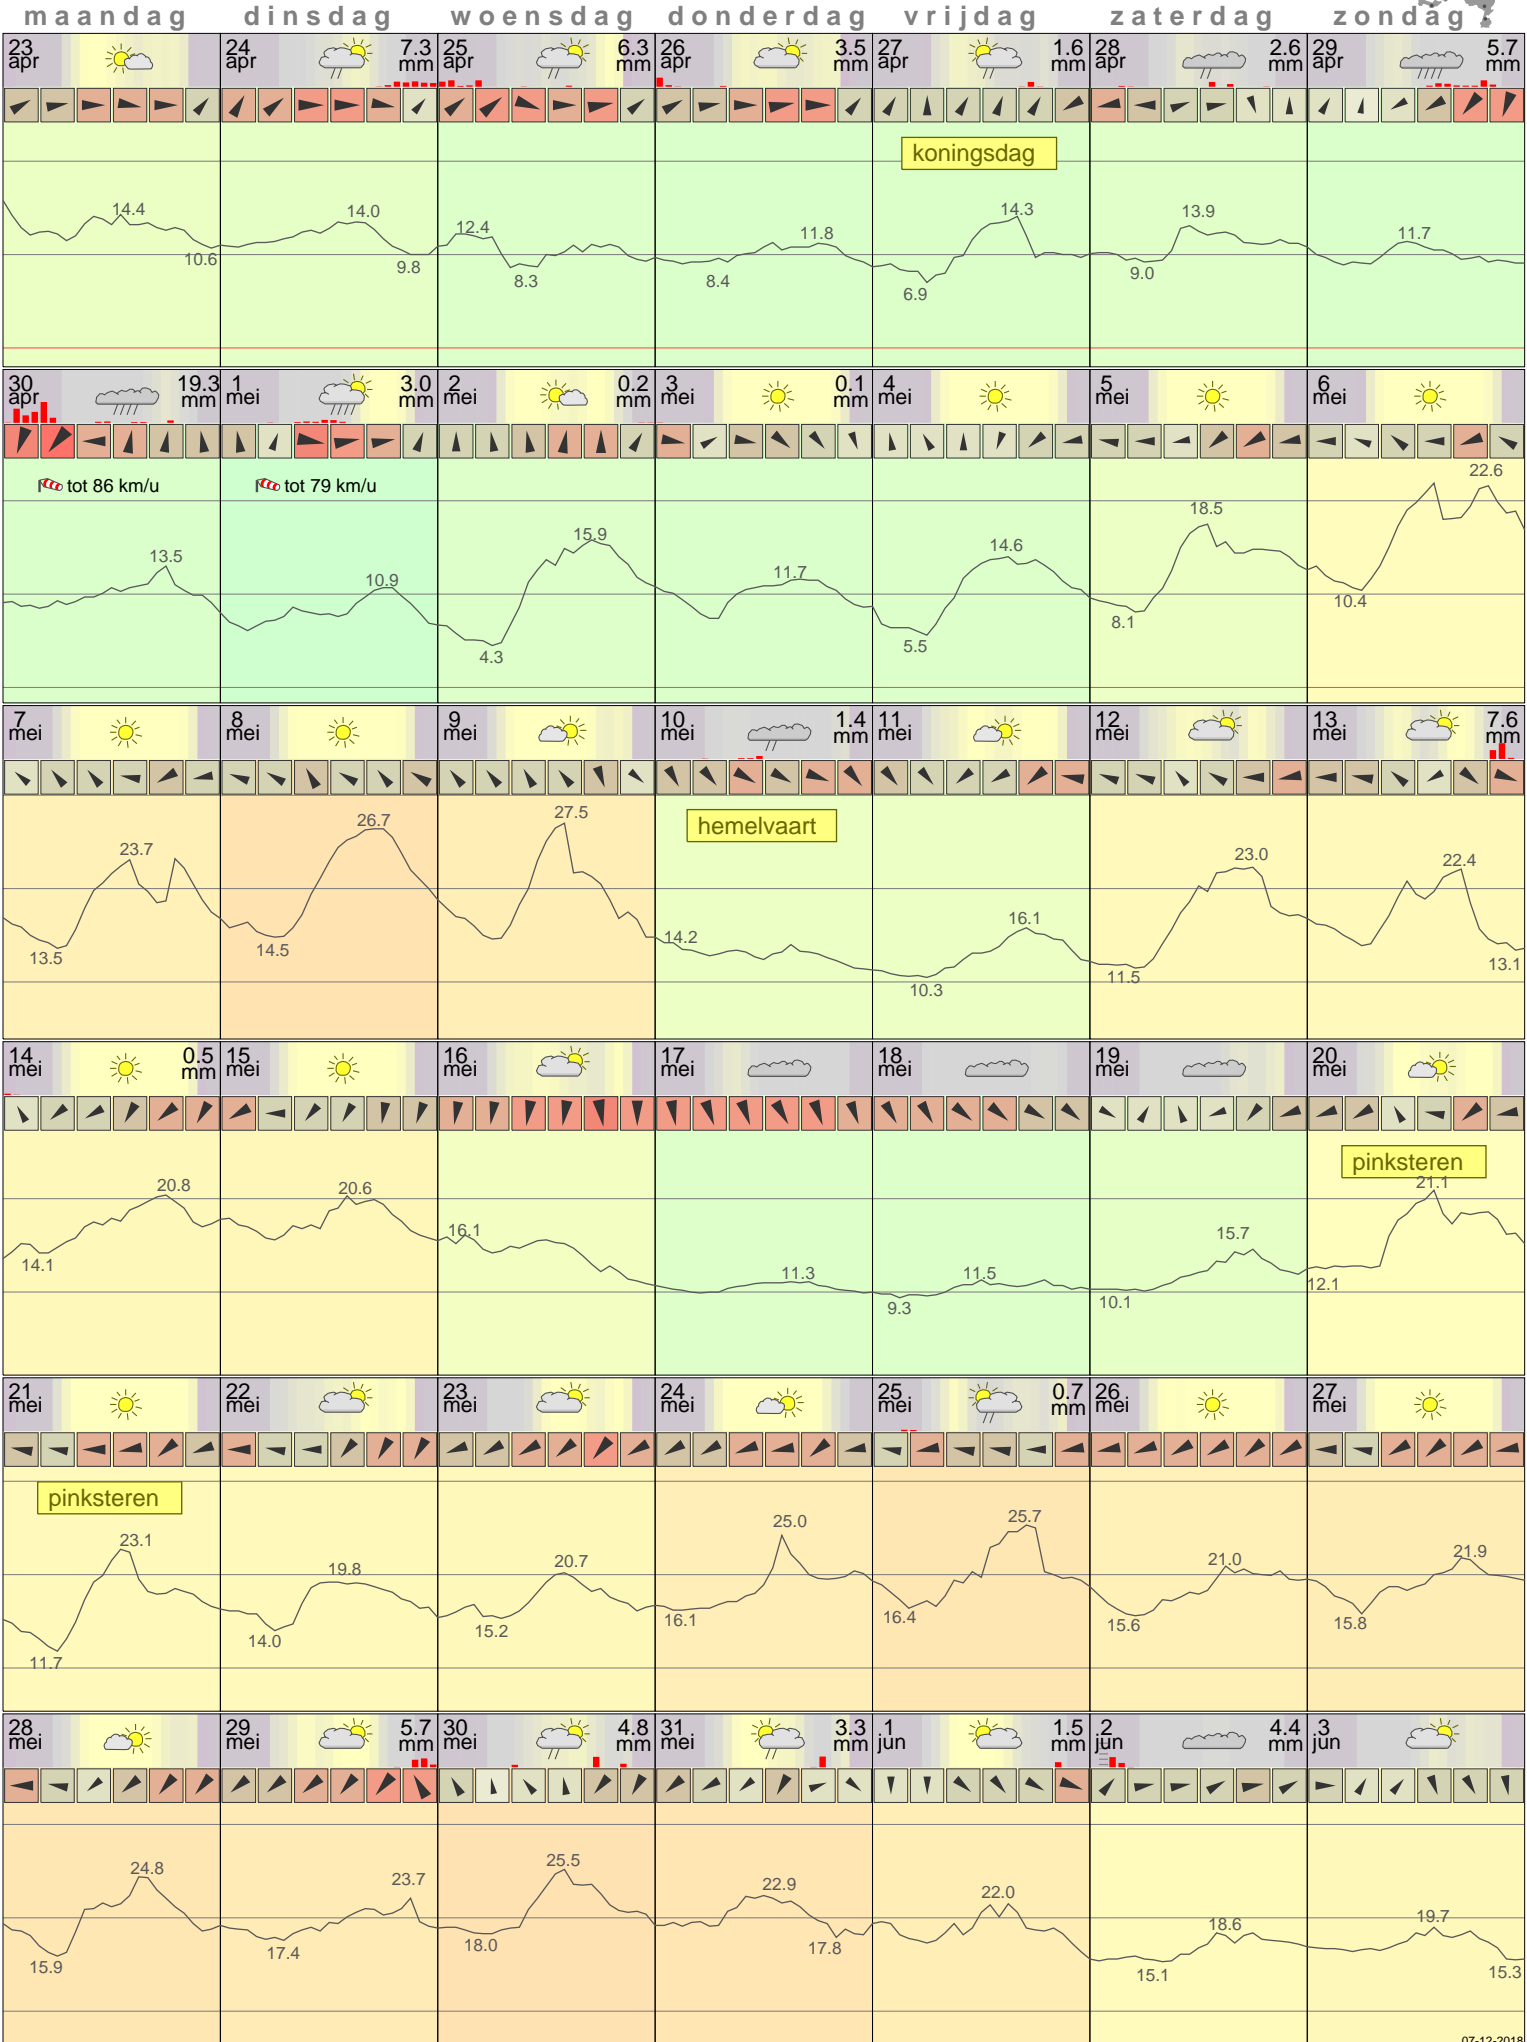 maandag dinsdag woensdag donderdag vrijdag zaterdag zondag
23 apr
24 apr 7.3 mm
25 apr 6.3 mm
26 apr 3.5 mm
27 apr 1.6 mm
28 apr 2.6 mm
29 apr 5.7 mm
koningsdag
14.4 10.6
14.0 9.8
12.4 8.3
8.4 11.8
6.9 14.3
9.0 13.9
11.7
30 apr 19.3 mm
1 mei 3.0 mm
2 mei 0.2 mm
3 mei 0.1 mm
4 mei
5 mei
6 mei
tot 86 km/u
tot 79 km/u
13.5
10.9
4.3 15.9
11.7
5.5 14.6
8.1 18.5
10.4 22.6
7 mei
8 mei
9 mei
10 mei 1.4 mm
11 mei
12 mei
13 mei 7.6 mm
hemelvaart
13.5 23.7
14.5 26.7
27.5
14.2
10.3 16.1
11.5 23.0
22.4 13.1
14 mei 0.5 mm
15 mei
16 mei
17 mei
18 mei
19 mei
20 mei
pinksteren
14.1 20.8
20.6
16.1
11.3
9.3 11.5
10.1 15.7
12.1 21.1
21 mei
22 mei
23 mei
24 mei
25 mei 0.7 mm
26 mei
27 mei
pinksteren
11.7 23.1
14.0 19.8
15.2 20.7
16.1 25.0
16.4 25.7
15.6 21.0
15.8 21.9
28 mei
29 mei 5.7 mm
30 mei 4.8 mm
31 mei 3.3 mm
1 jun 1.5 mm
2 jun 4.4 mm
3 jun
15.9 24.8
17.4 23.7
18.0 25.5
22.9 17.8
22.0
15.1 18.6
19.7 15.3
07-12-2018